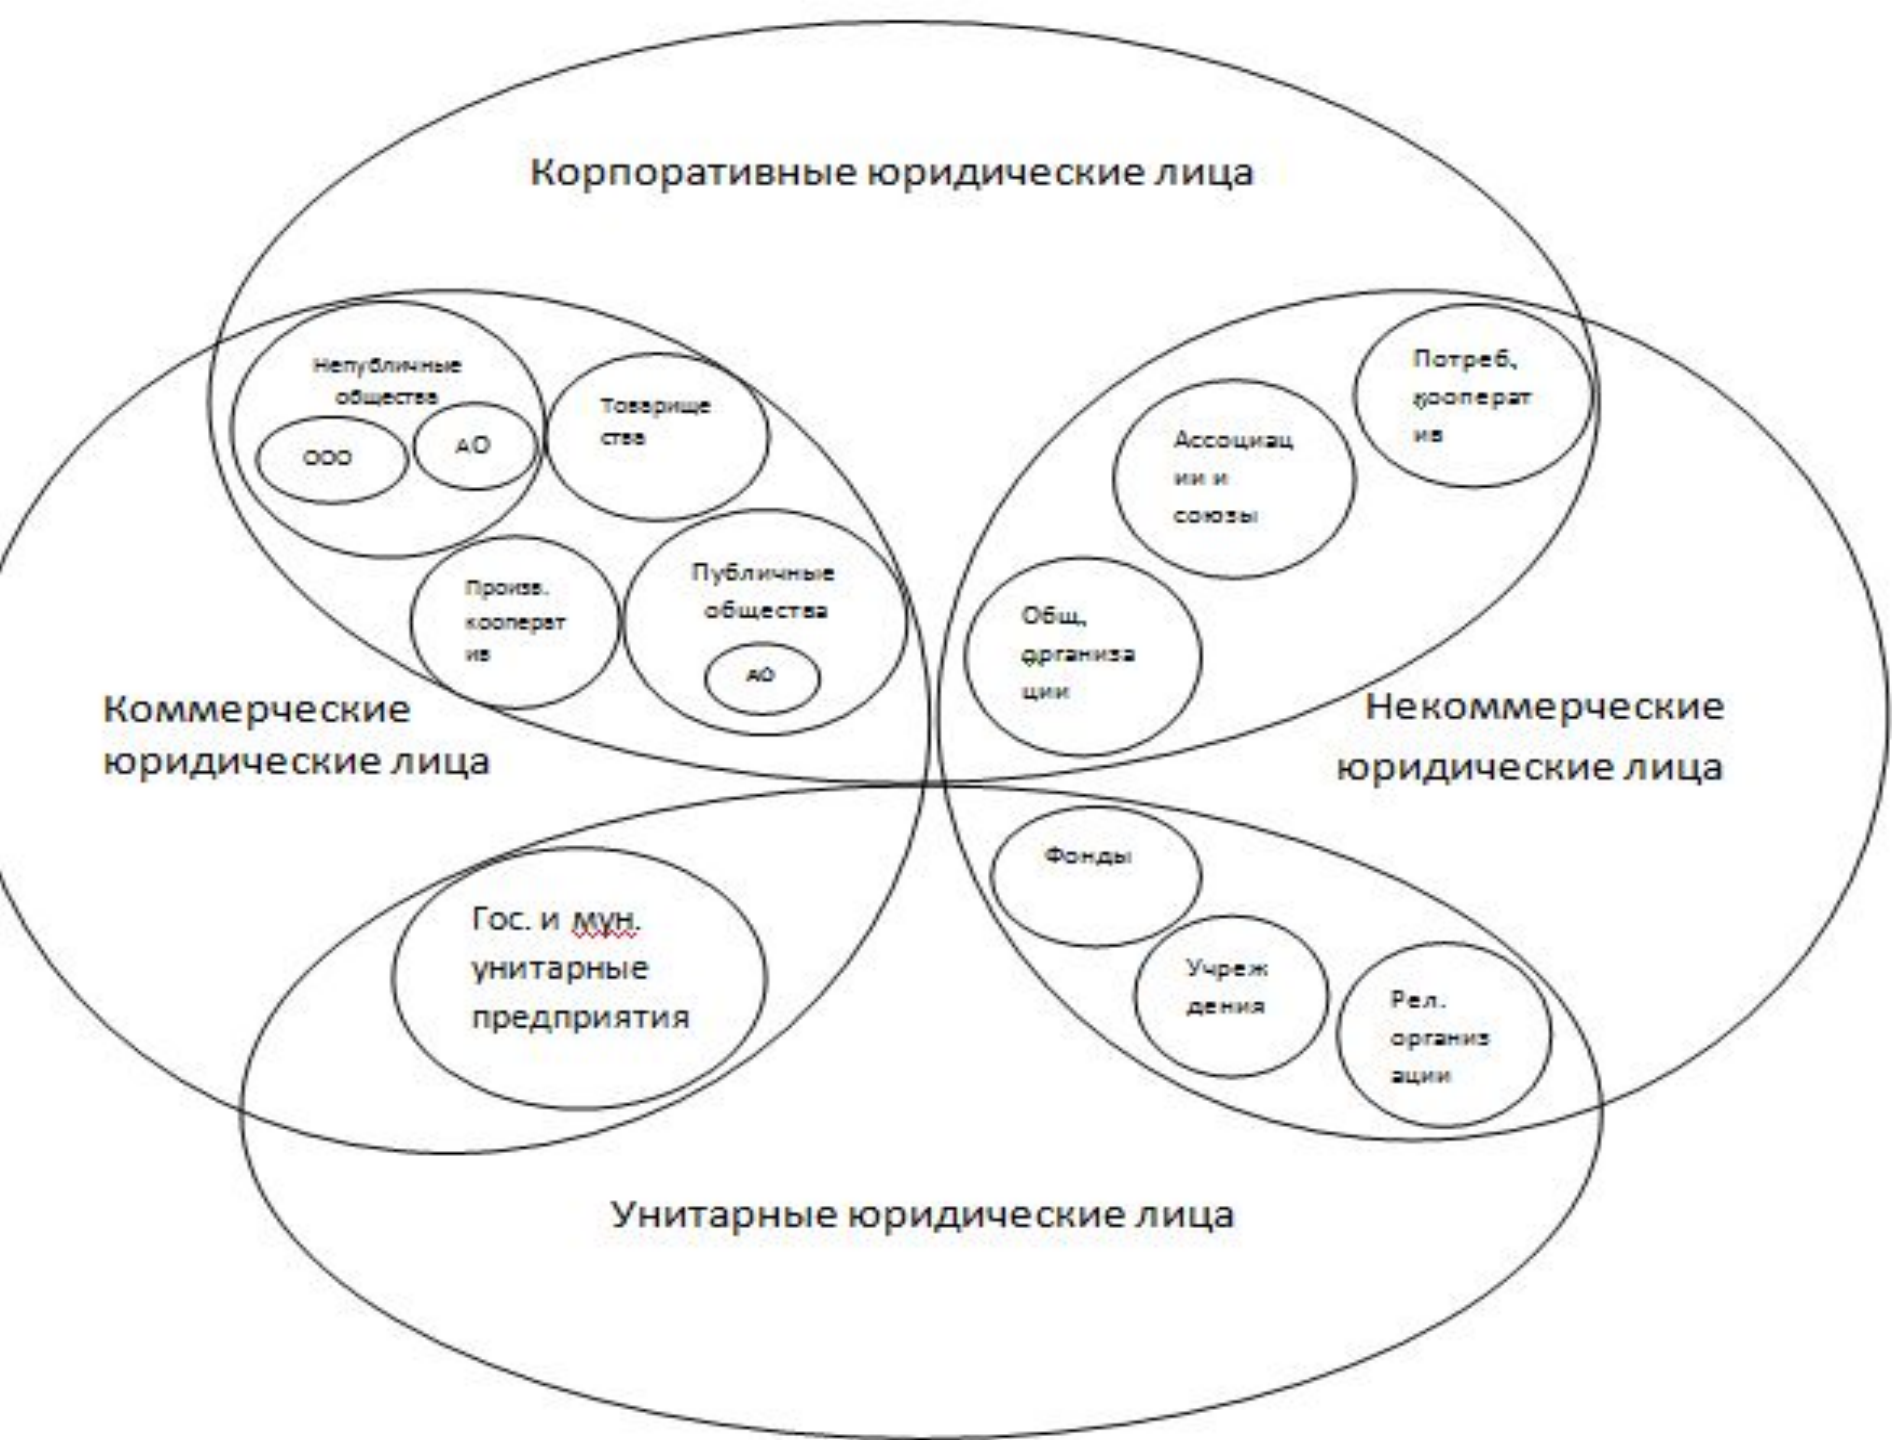 Корпоративные юридические лица
Непубличные
общества
ООО
АО
Товарище
ства
Произв.
кооперат
ив
Публичные
общества
АО
Потреб,
кооперат
ив
Ассоциац
ии и
союзы
Общ,
организа
ции
Коммерческие
юридические лица
Некоммерческие
юридические лица
Гос. и мун.
унитарные
предприятия
Фонды
Учреж
дения
Рел.
организ
ации
Унитарные юридические лица